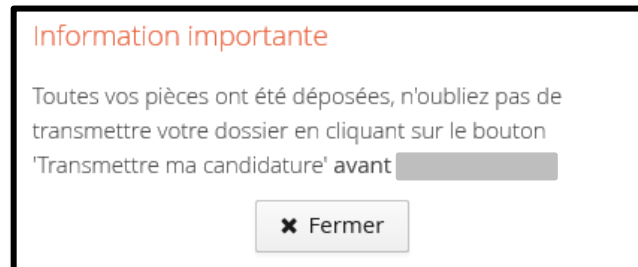 Information importante
Toutes vos pièces ont été déposées, n'oubliez pas de
transmettre votre dossier en cliquant sur le bouton
'Transmettre ma candidature' avant
✖ Fermer